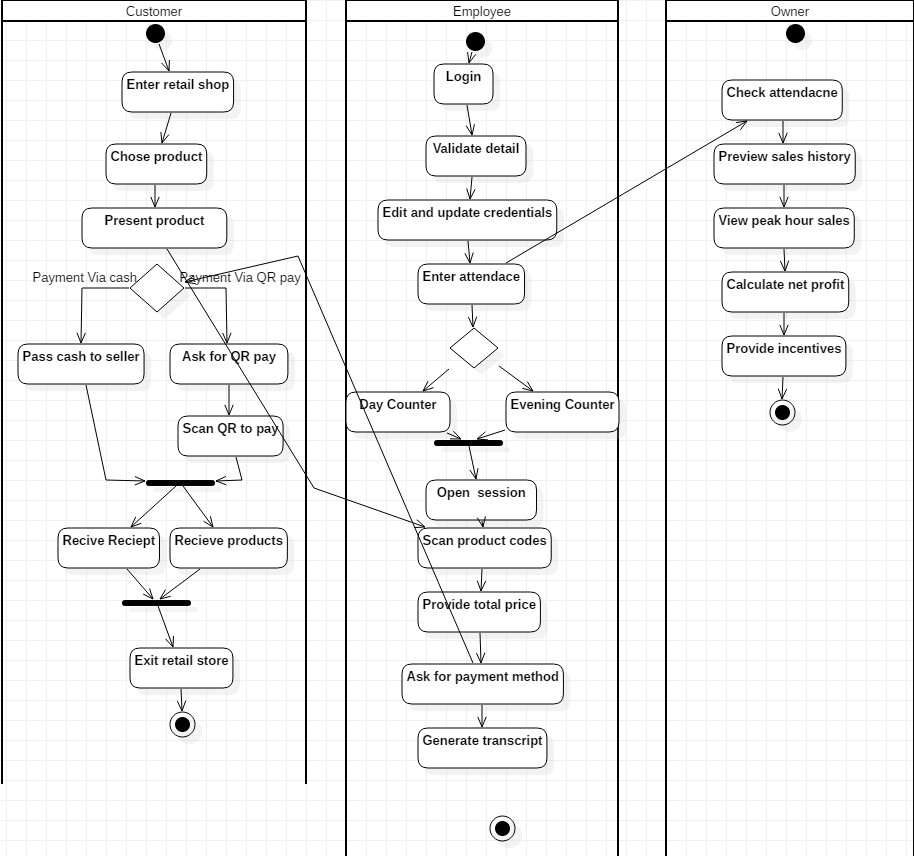 Customer
Enter retail shop
Chose product
Present product
Payment Via cash
Payment Via QR pay
Pass cash to seller
Ask for QR pay
Scan QR to pay
Recive Reciept
Recieve products
Exit retail store
Employee
Login
Validate detail
Edit and update credentials
Enter attendace
Day Counter
Evening Counter
Open session
Scan product codes
Provide total price
Ask for payment method
Generate transcript
Owner
Check attendacne
Preview sales history
View peak hour sales
Calculate net profit
Provide incentives